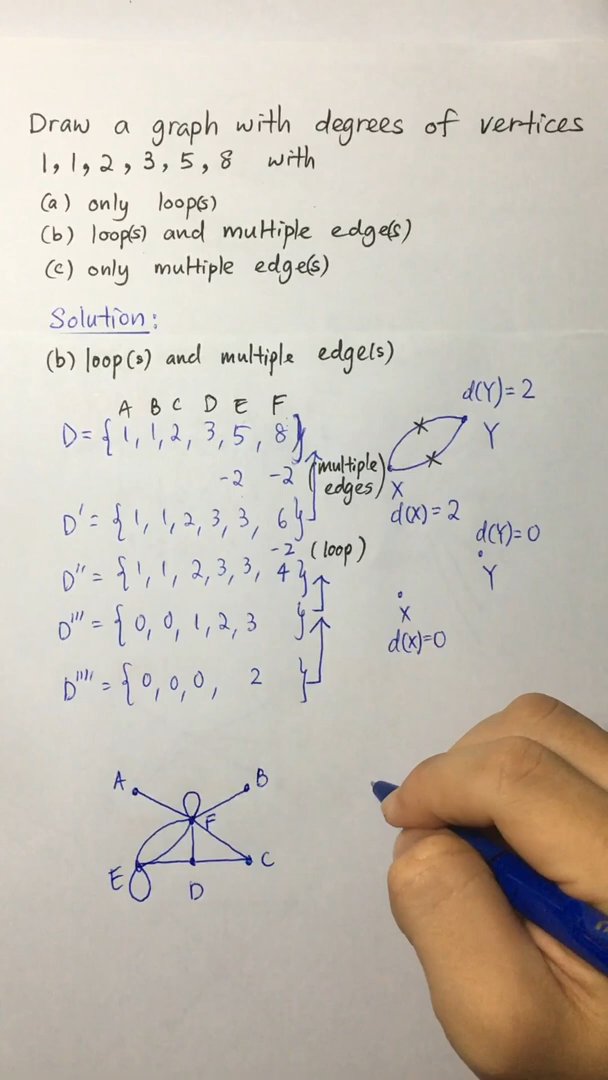 Draw a graph with degrees of vertices
1, 1, 2, 3, 5, 8 with
(a) only loop(s)
(b) loop(s) and multiple edge(s)
(c) only multiple edge(s)
Solution:
(b) loop(s) and multiple edge(s)
A B C D E F
D = {1, 1, 2, 3, 5, 8}
-2 -2 (multiple edges)
D' = {1, 1, 2, 3, 3, 6}
-2 (loop)
D'' = {1, 1, 2, 3, 3, 4}
D''' = {0, 0, 1, 2, 3 }
D'''' = {0, 0, 0, 2 }
d(Y) = 2
Y
X
d(X) = 2
d(Y) = 0
Y
X
d(X) = 0
A B
F
E D C